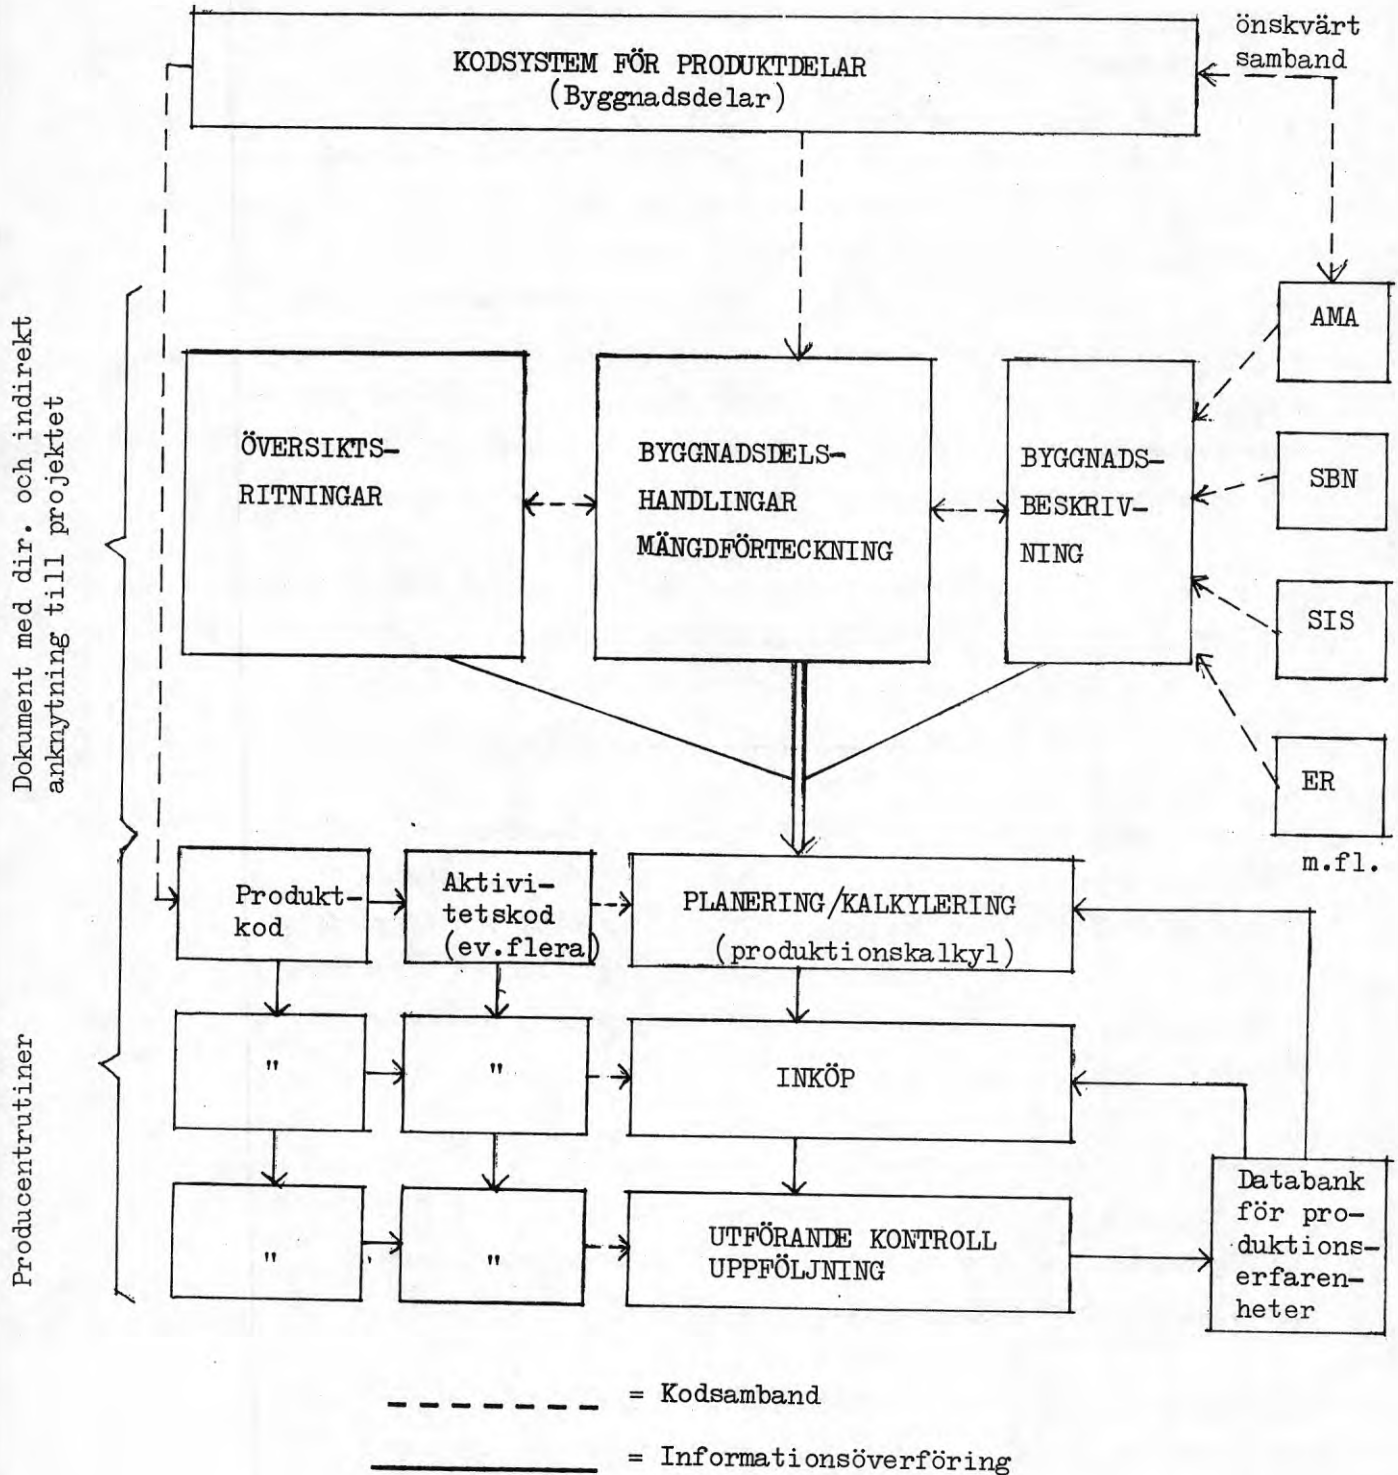 önskvärt
samband
KODSYSTEM FÖR PRODUKTDELAR
(Byggnadsdelar)
Dokument med dir. och indirekt
anknytning till projektet
ÖVERSIKTS-
RITNINGAR
BYGGNADSDELS-
HANDLINGAR
MÄNGDFÖRTECKNING
BYGGNADS-
BESKRIV-
NING
AMA
SBN
SIS
ER
m.fl.
Producentrutiner
Produkt-
kod
Aktivi-
tetskod
(ev.flera)
PLANERING/KALKYLERING
(produktionskalkyl)
"
"
INKÖP
"
"
UTFÖRANDE KONTROLL
UPPFÖLJNING
Databank
för pro-
duktions-
erfaren-
heter
= Kodsamband
= Informationsöverföring